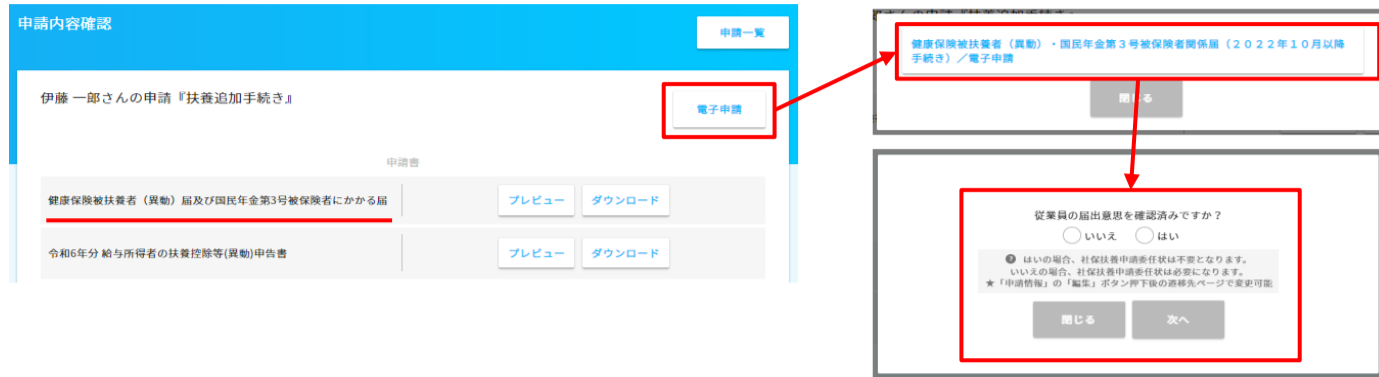 申請内容確認
申請一覧
伊藤 一郎さんの申請『扶養追加手続き』
電子申請
申請書
健康保険被扶養者（異動）届及び国民年金第3号被保険者にかかる届
プレビュー
ダウンロード
令和6年分 給与所得者の扶養控除等(異動)申告書
プレビュー
ダウンロード
健康保険被扶養者（異動）・国民年金第３号被保険者関係届（２０２２年１０月以降
手続き）／電子申請
閉じる
従業員の届出意思を確認済みですか？
いいえ はい
はいの場合、社保扶養申請委任状は不要となります。
いいえの場合、社保扶養申請委任状は必要になります。
★「申請情報」の「編集」ボタン押下後の遷移先ページで変更可能
閉じる
次へ